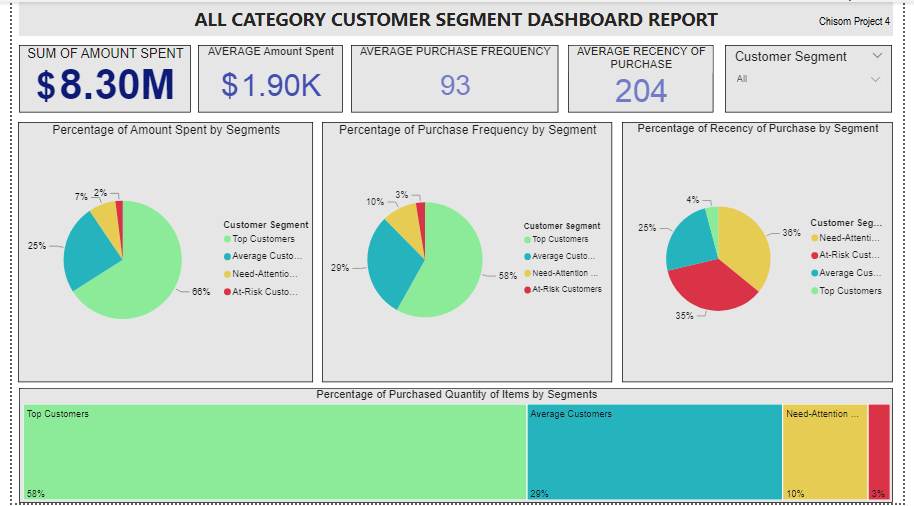 ALL CATEGORY CUSTOMER SEGMENT DASHBOARD REPORT
Chisom Project 4
SUM OF AMOUNT SPENT
$8.30M
AVERAGE Amount Spent
$1.90K
AVERAGE PURCHASE FREQUENCY
93
AVERAGE RECENCY OF
PURCHASE
204
Customer Segment
All
Percentage of Amount Spent by Segments
2%
7%
25%
66%
Customer Segment
Top Customers
Average Custo...
Need-Attentio...
At-Risk Custo...
Percentage of Purchase Frequency by Segment
3%
10%
29%
58%
Customer Segment
Top Customers
Average Custo...
Need-Attention ...
At-Risk Customers
Percentage of Recency of Purchase by Segment
4%
25%
36%
35%
Customer Seg...
Need-Attenti...
At-Risk Cust...
Average Cus...
Top Customers
Percentage of Purchased Quantity of Items by Segments
Top Customers
58%
Average Customers
29%
Need-Attention ...
10%
3%